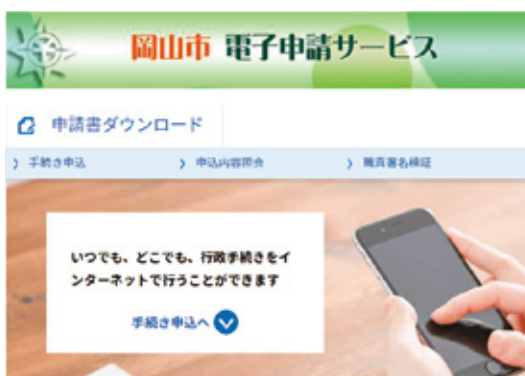 岡山市 電子申請サービス
申請書ダウンロード
手続き申込
申込内容照会
職責署名検証
いつでも、どこでも、行政手続きをイ
ンターネットで行うことができます
手続き申込へ